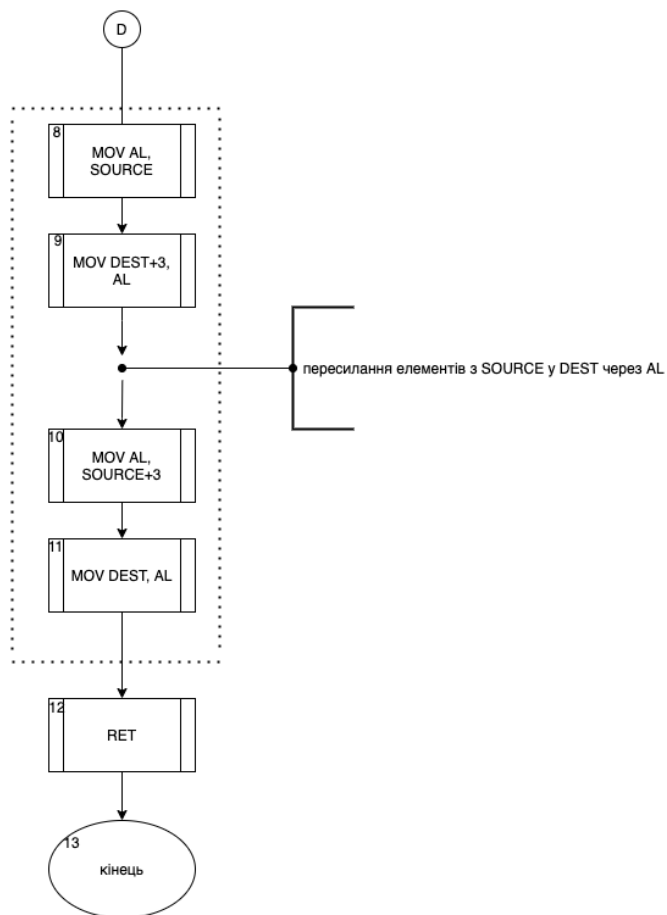 D
8
MOV AL,
SOURCE
9
MOV DEST+3,
AL
пересилання елементів з SOURCE у DEST через AL
10
MOV AL,
SOURCE+3
11
MOV DEST, AL
12
RET
13
кінець